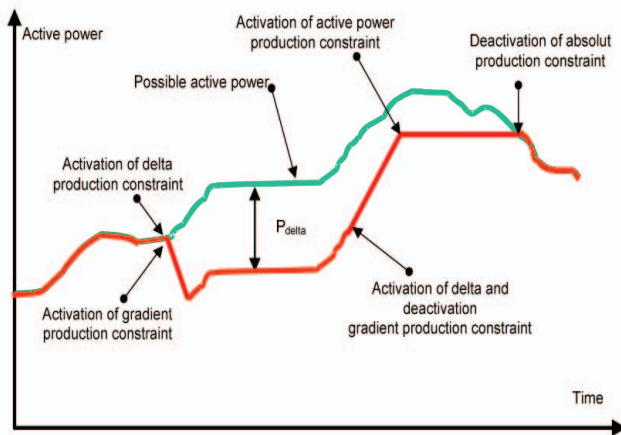 Active power
Activation of active power
production constraint
Deactivation of absolut
production constraint
Possible active power
Activation of delta
production constraint
P delta
Activation of gradient
production constraint
Activation of delta and
deactivation
gradient production constraint
Time